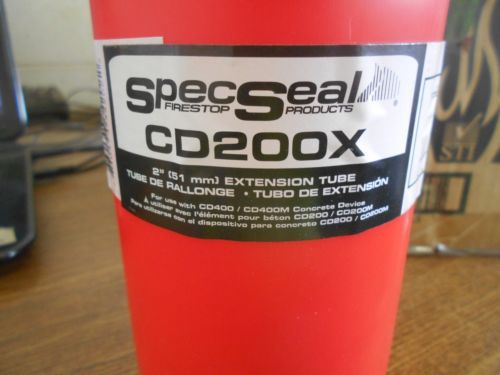 SpecSeal®
FIRESTOP PRODUCTS
CD200X
2" (51 mm) EXTENSION TUBE
TUBE DE RALLONGE • TUBO DE EXTENSIÓN
For use with CD400 / CD400M Concrete Device
À utiliser avec l'élément pour béton CD200 / CD200M
Para utilizarse con el dispositivo para concreto CD200 / CD200M